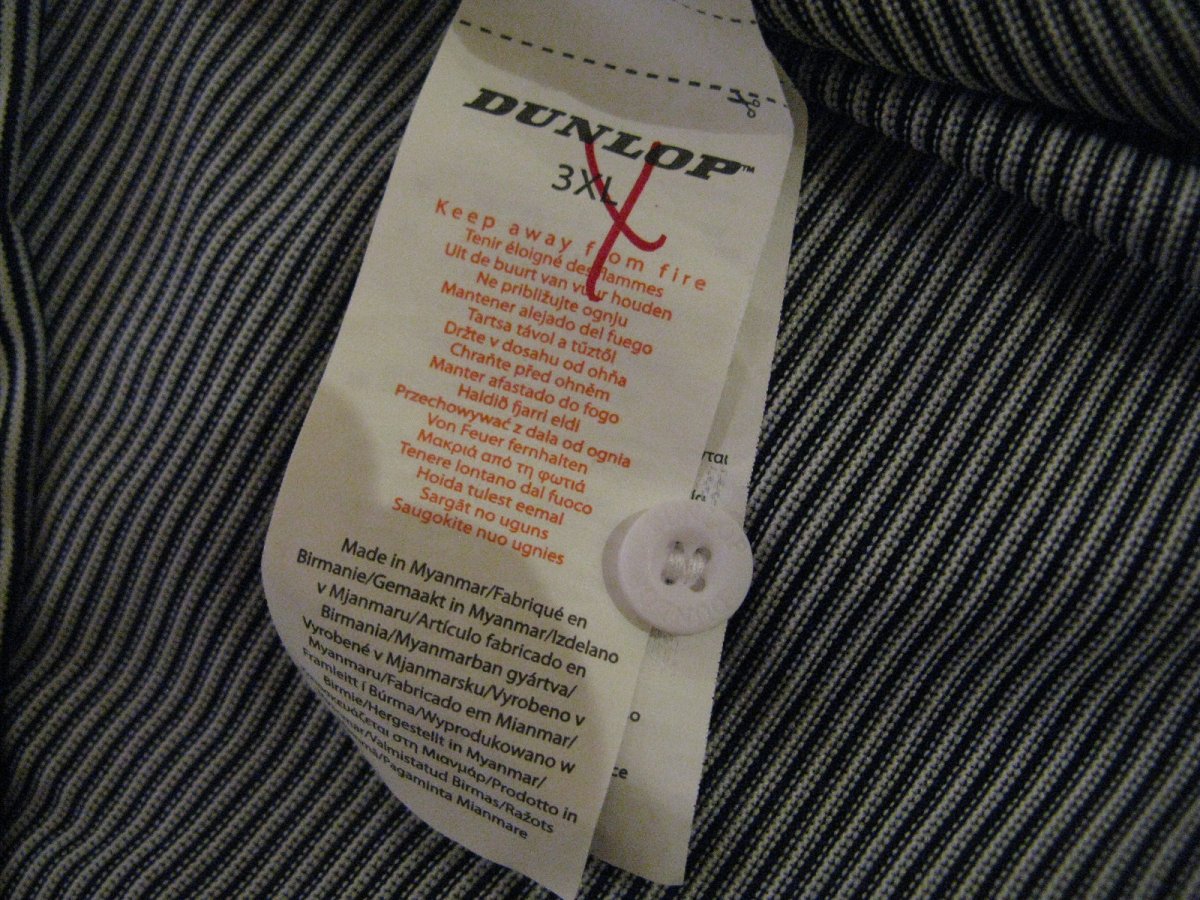 DUNLOP™
3XL
Keep away from fire
Tenir éloigné des flammes
Uit de buurt van vuur houden
Ne približujte ognju
Mantener alejado del fuego
Tartsa távol a tűztől
Držte v dosahu od ohňa
Chraňte před ohněm
Manter afastado do fogo
Haldið fjarri eldi
Przechowywać z dala od ognia
Von Feuer fernhalten
Μακριά από τη φωτιά
Tenere lontano dal fuoco
Hoida tulest eemal
Sargāt no uguns
Saugokite nuo ugnies
Made in Myanmar/Fabriqué en
Birmanie/Gemaakt in Myanmar/Izdelano
v Mjanmaru/Artículo fabricado en
Birmania/Myanmarban gyártva/
Vyrobené v Mjanmarsku/Vyrobeno v
Myanmaru/Fabricado em Mianmar/
Framleitt í Búrma/Wyprodukowano w
Birmie/Hergestellt in Myanmar/
στη Μιανμάρ/Prodotto in
Valmistatud Birmas/Ražots
Pagaminta Mianmare